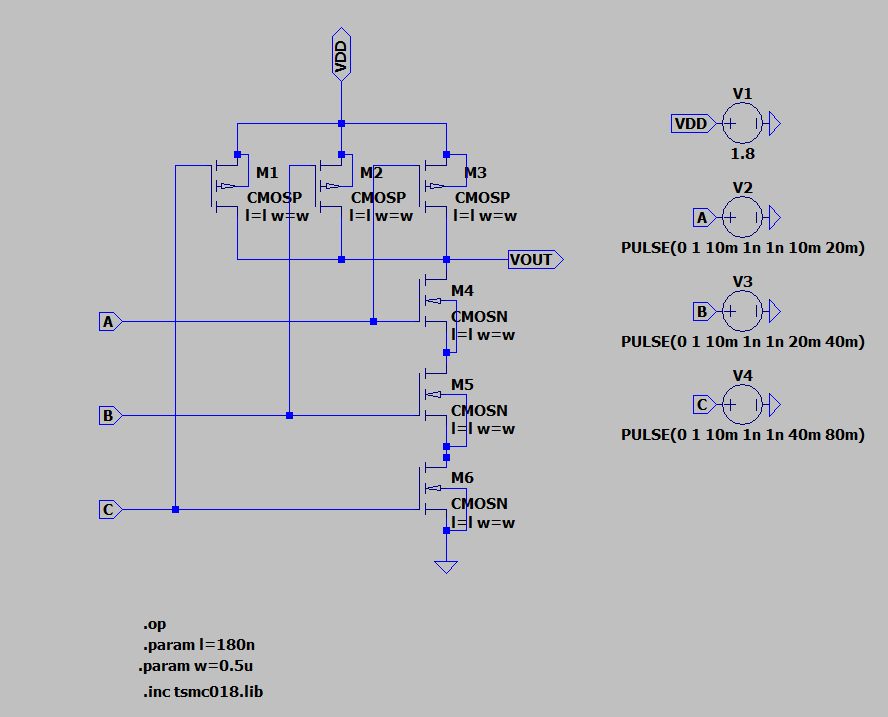 VDD
M1
CMOSP
l=l w=w
M2
CMOSP
l=l w=w
M3
CMOSP
l=l w=w
VOUT
M4
CMOSN
l=l w=w
A
M5
CMOSN
l=l w=w
B
M6
CMOSN
l=l w=w
C
V1
VDD
1.8
V2
A
PULSE(0 1 10m 1n 1n 10m 20m)
V3
B
PULSE(0 1 10m 1n 1n 20m 40m)
V4
C
PULSE(0 1 10m 1n 1n 40m 80m)
.op
.param l=180n
.param w=0.5u
.inc tsmc018.lib